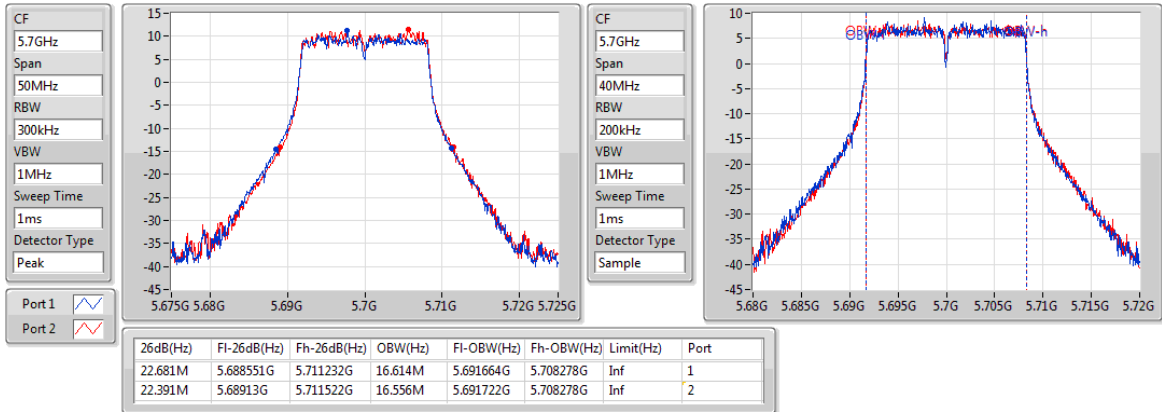 CF
5.7GHz
Span
50MHz
RBW
300kHz
VBW
1MHz
Sweep Time
1ms
Detector Type
Peak
15
10
5
0
-5
-10
-15
-20
-25
-30
-35
-40
-45
5.675G 5.68G 5.69G 5.7G 5.71G 5.72G 5.725G
CF
5.7GHz
Span
40MHz
RBW
200kHz
VBW
1MHz
Sweep Time
1ms
Detector Type
Sample
10
5
0
-5
-10
-15
-20
-25
-30
-35
-40
-45
5.68G 5.685G 5.69G 5.695G 5.7G 5.705G 5.71G 5.715G 5.72G
Port 1
Port 2
26dB(Hz) Fl-26dB(Hz) Fh-26dB(Hz) OBW(Hz) Fl-OBW(Hz) Fh-OBW(Hz) Limit(Hz) Port
22.681M 5.688551G 5.711232G 16.614M 5.691664G 5.708278G Inf 1
22.391M 5.68913G 5.711522G 16.556M 5.691722G 5.708278G Inf 2